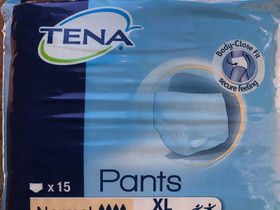 TENA
Body-Close Fit
secure feeling
x 15
Pants
Normal
XL